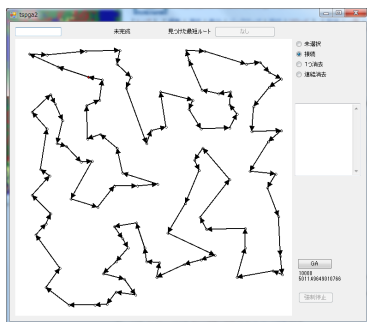 tspga2
未完成 見つけた最短ルート なし
未選択
接続
1つ消去
連続消去
GA
10000
5011.69649010766
強制停止